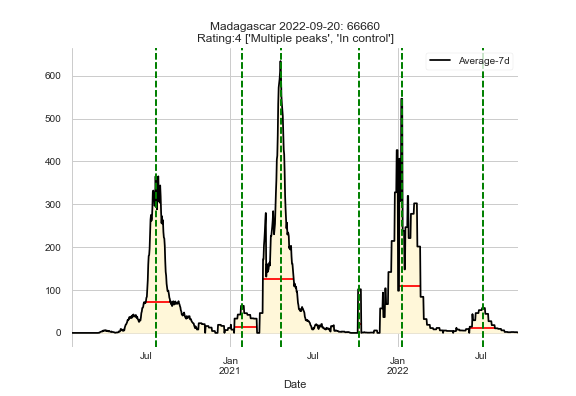 Madagascar 2022-09-20: 66660
Rating:4 ['Multiple peaks', 'In control']
Average-7d
600
500
400
300
200
100
0
Jul
Jan
2021
Jul
Jan
2022
Jul
Date